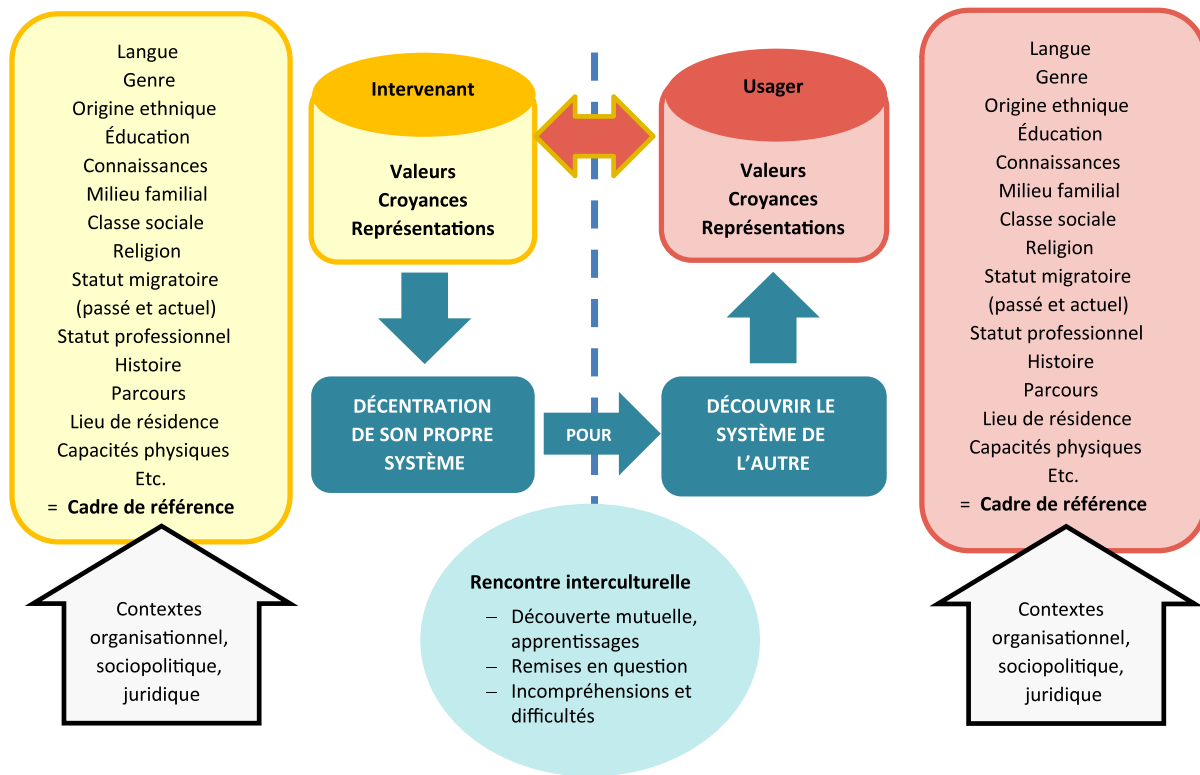 Langue
Genre
Origine ethnique
Éducation
Connaissances
Milieu familial
Classe sociale
Religion
Statut migratoire
(passé et actuel)
Statut professionnel
Histoire
Parcours
Lieu de résidence
Capacités physiques
Etc.
= Cadre de référence
Contextes
organisationnel,
sociopolitique,
juridique
Intervenant
Valeurs
Croyances
Représentations
DÉCENTRATION
DE SON PROPRE
SYSTÈME
POUR
Usager
Valeurs
Croyances
Représentations
DÉCOUVRIR LE
SYSTÈME DE
L’AUTRE
Rencontre interculturelle
– Découverte mutuelle,
apprentissages
– Remises en question
– Incompréhensions et
difficultés
Langue
Genre
Origine ethnique
Éducation
Connaissances
Milieu familial
Classe sociale
Religion
Statut migratoire
(passé et actuel)
Statut professionnel
Histoire
Parcours
Lieu de résidence
Capacités physiques
Etc.
= Cadre de référence
Contextes
organisationnel,
sociopolitique,
juridique